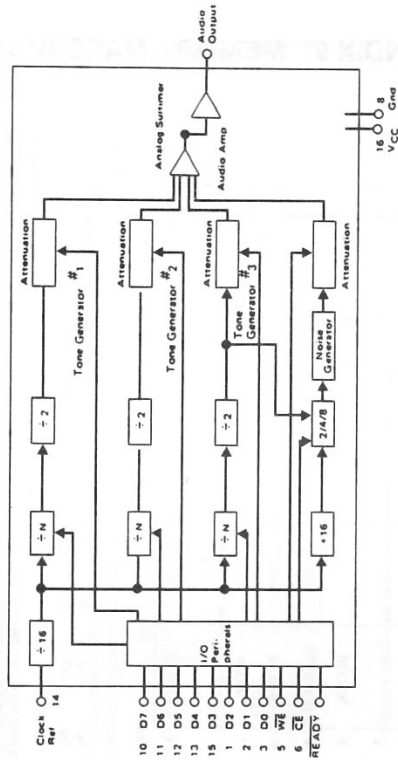 Audio
Output
Analog Summer
Audio Amp
8
Gnd
16
VCC
Attenuation
#1
Tone Generator
Attenuation
#2
Tone Generator
Attenuation
#3
Tone
Generator
Attenuation
Noise
Generator
÷2
÷2
÷2
2/4/8
÷N
÷N
÷N
÷16
÷16
I/O
Peri-
pherals
Clock
Ref
14
10 D7
11 D6
12 D5
13 D4
15 D3
1 D2
2 D1
3 D0
5 WE
6 CE
READY